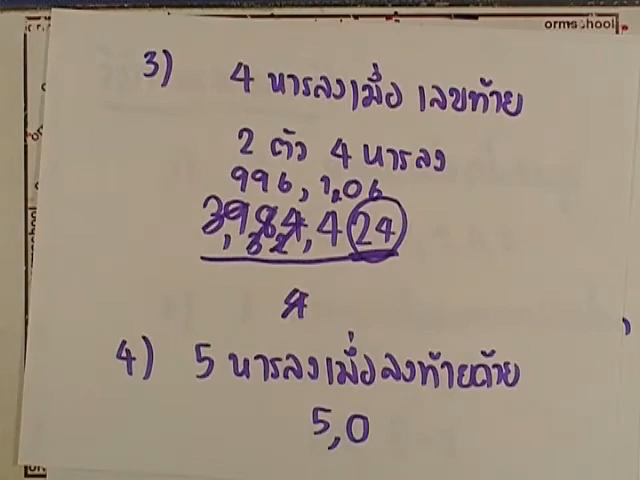 ormschool
3) 4 หารลงเมื่อ เลขท้าย
2 ตัว 4 หารลง
996,106
3984,424
4
4) 5 หารลงเมื่อลงท้ายด้วย
5,0